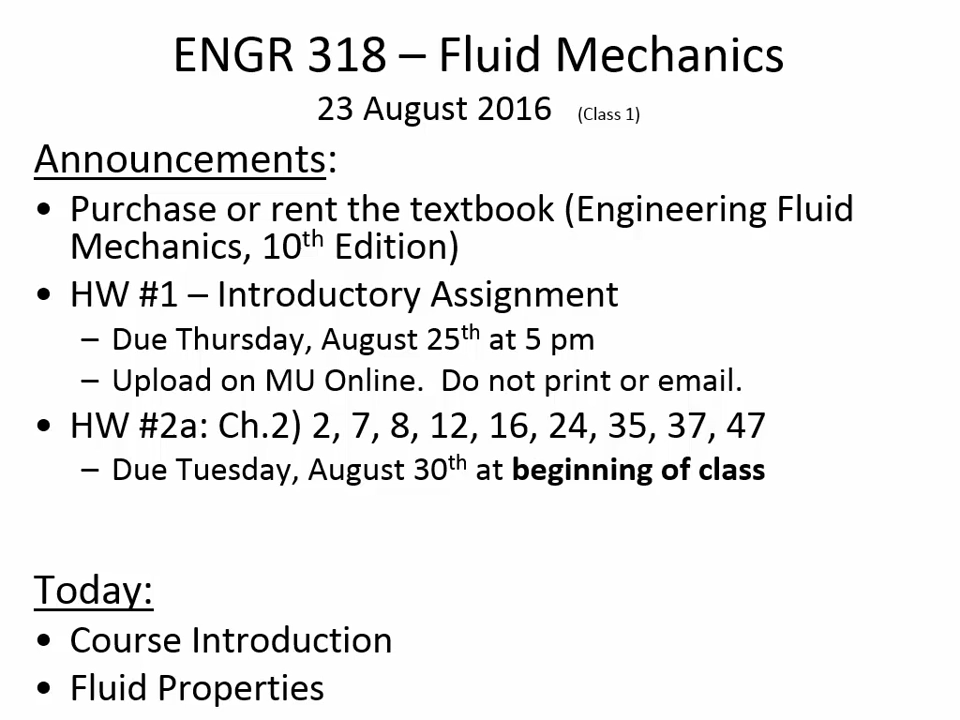 ENGR 318 – Fluid Mechanics
23 August 2016 (Class 1)
Announcements:
• Purchase or rent the textbook (Engineering Fluid
Mechanics, 10th Edition)
• HW #1 – Introductory Assignment
– Due Thursday, August 25th at 5 pm
– Upload on MU Online.  Do not print or email.
• HW #2a: Ch.2) 2, 7, 8, 12, 16, 24, 35, 37, 47
– Due Tuesday, August 30th at beginning of class
Today:
• Course Introduction
• Fluid Properties